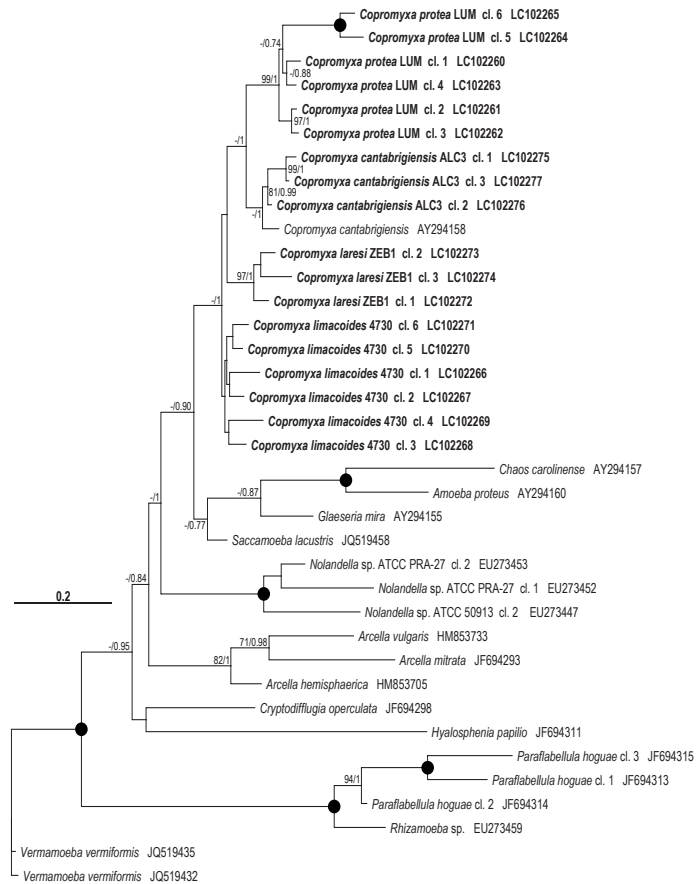 Copromyxa protea LUM cl. 6 LC102265
-/0.74
Copromyxa protea LUM cl. 5 LC102264
Copromyxa protea LUM cl. 1 LC102260
-/0.88
99/1
Copromyxa protea LUM cl. 4 LC102263
Copromyxa protea LUM cl. 2 LC102261
97/1
Copromyxa protea LUM cl. 3 LC102262
-/1
Copromyxa cantabrigiensis ALC3 cl. 1 LC102275
99/1
Copromyxa cantabrigiensis ALC3 cl. 3 LC102277
81/0.99
Copromyxa cantabrigiensis ALC3 cl. 2 LC102276
-/1
Copromyxa cantabrigiensis AY294158
Copromyxa laresi ZEB1 cl. 2 LC102273
97/1
Copromyxa laresi ZEB1 cl. 3 LC102274
Copromyxa laresi ZEB1 cl. 1 LC102272
-/1
Copromyxa limacoides 4730 cl. 6 LC102271
Copromyxa limacoides 4730 cl. 5 LC102270
Copromyxa limacoides 4730 cl. 1 LC102266
Copromyxa limacoides 4730 cl. 2 LC102267
-/0.90
Copromyxa limacoides 4730 cl. 4 LC102269
Copromyxa limacoides 4730 cl. 3 LC102268
Chaos carolinense AY294157
-/0.87
Amoeba proteus AY294160
-/1
Glaeseria mira AY294155
-/0.77
Saccamoeba lacustris JQ519458
Nolandella sp. ATCC PRA-27 cl. 2 EU273453
-/0.84
Nolandella sp. ATCC PRA-27 cl. 1 EU273452
0.2
Nolandella sp. ATCC 50913 cl. 2 EU273447
Arcella vulgaris HM853733
71/0.98
-/0.95
Arcella mitrata JF694293
82/1
Arcella hemisphaerica HM853705
Cryptodifflugia operculata JF694298
Hyalosphenia papilio JF694311
Paraflabellula hoguae cl. 3 JF694315
94/1
Paraflabellula hoguae cl. 1 JF694313
Paraflabellula hoguae cl. 2 JF694314
Rhizamoeba sp. EU273459
Vermamoeba vermiformis JQ519435
Vermamoeba vermiformis JQ519432